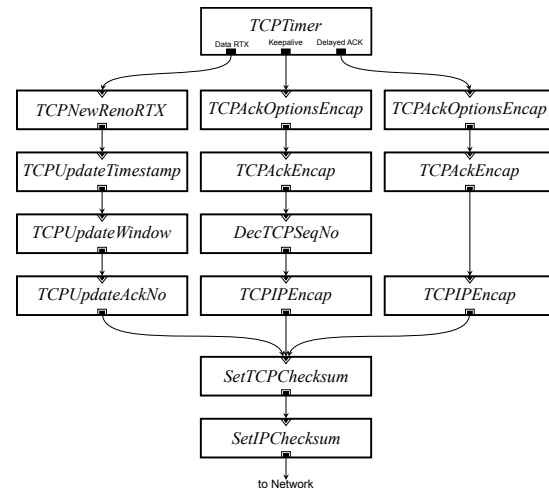 TCPTimer
Data RTX Keepalive Delayed ACK
TCPNewRenoRTX TCPAckOptionsEncap TCPAckOptionsEncap
TCPUpdateTimestamp TCPAckEncap TCPAckEncap
TCPUpdateWindow DecTCPSeqNo
TCPUpdateAckNo TCPIPEncap TCPIPEncap
SetTCPChecksum
SetIPChecksum
to Network